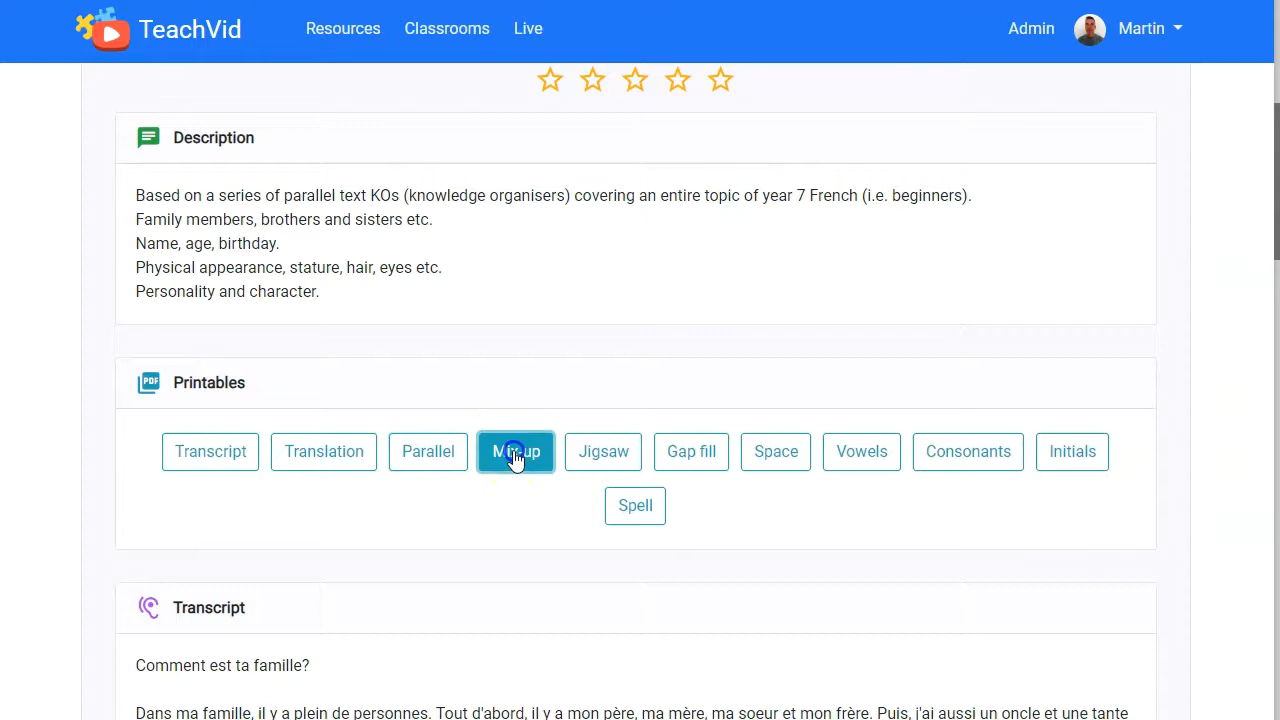 TeachVid Resources Classrooms Live Admin Martin
Description
Based on a series of parallel text KOs (knowledge organisers) covering an entire topic of year 7 French (i.e. beginners).
Family members, brothers and sisters etc.
Name, age, birthday.
Physical appearance, stature, hair, eyes etc.
Personality and character.
PDF Printables
Transcript Translation Parallel Mixup Jigsaw Gap fill Space Vowels Consonants Initials
Spell
Transcript
Comment est ta famille?
Dans ma famille, il y a plein de personnes. Tout d'abord, il y a mon père, ma mère, ma soeur et mon frère. Puis, j'ai aussi un oncle et une tante